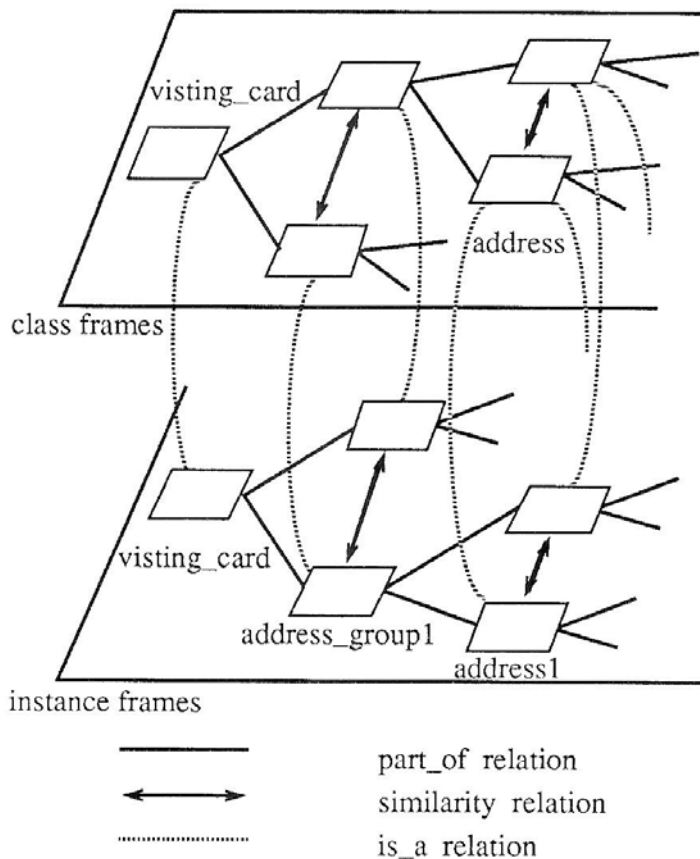 visting_card
address
class frames
visting_card
address_group1
address1
instance frames
part_of relation
similarity relation
is_a relation